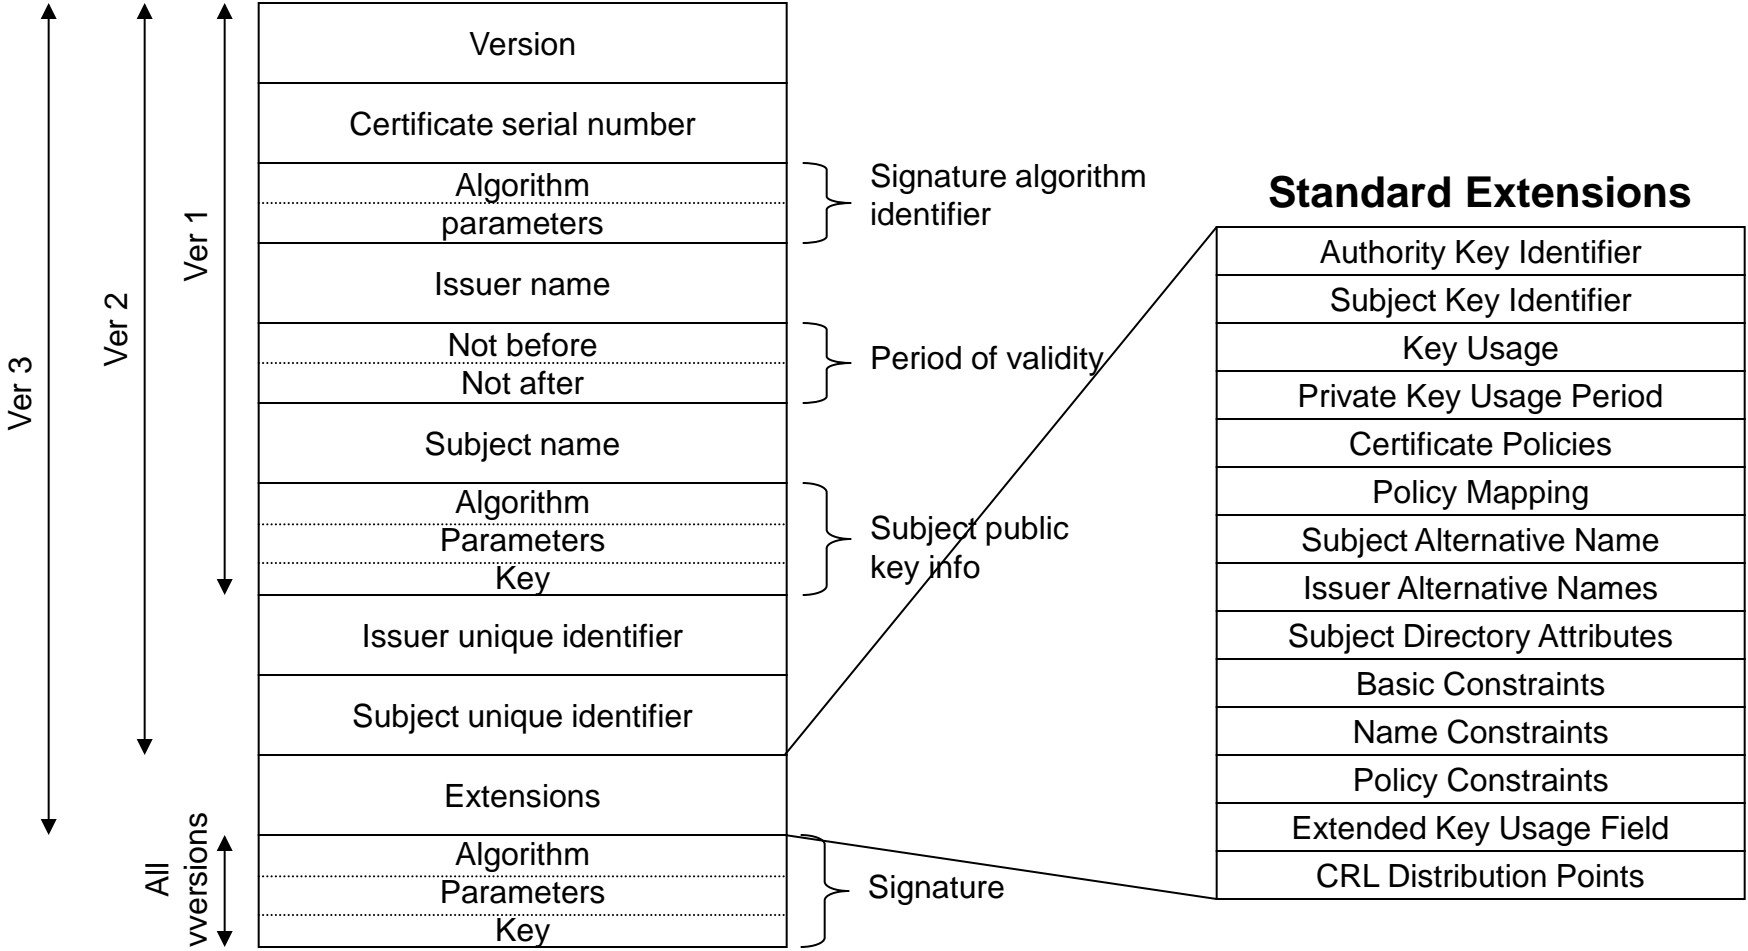 Version
Certificate serial number
Algorithm
parameters
Signature algorithm
identifier
Issuer name
Not before
Not after
Period of validity
Subject name
Algorithm
Parameters
Key
Subject public
key info
Issuer unique identifier
Subject unique identifier
Extensions
Algorithm
Parameters
Key
Signature
Ver 1
Ver 2
Ver 3
All
vversions
Standard Extensions
Authority Key Identifier
Subject Key Identifier
Key Usage
Private Key Usage Period
Certificate Policies
Policy Mapping
Subject Alternative Name
Issuer Alternative Names
Subject Directory Attributes
Basic Constraints
Name Constraints
Policy Constraints
Extended Key Usage Field
CRL Distribution Points